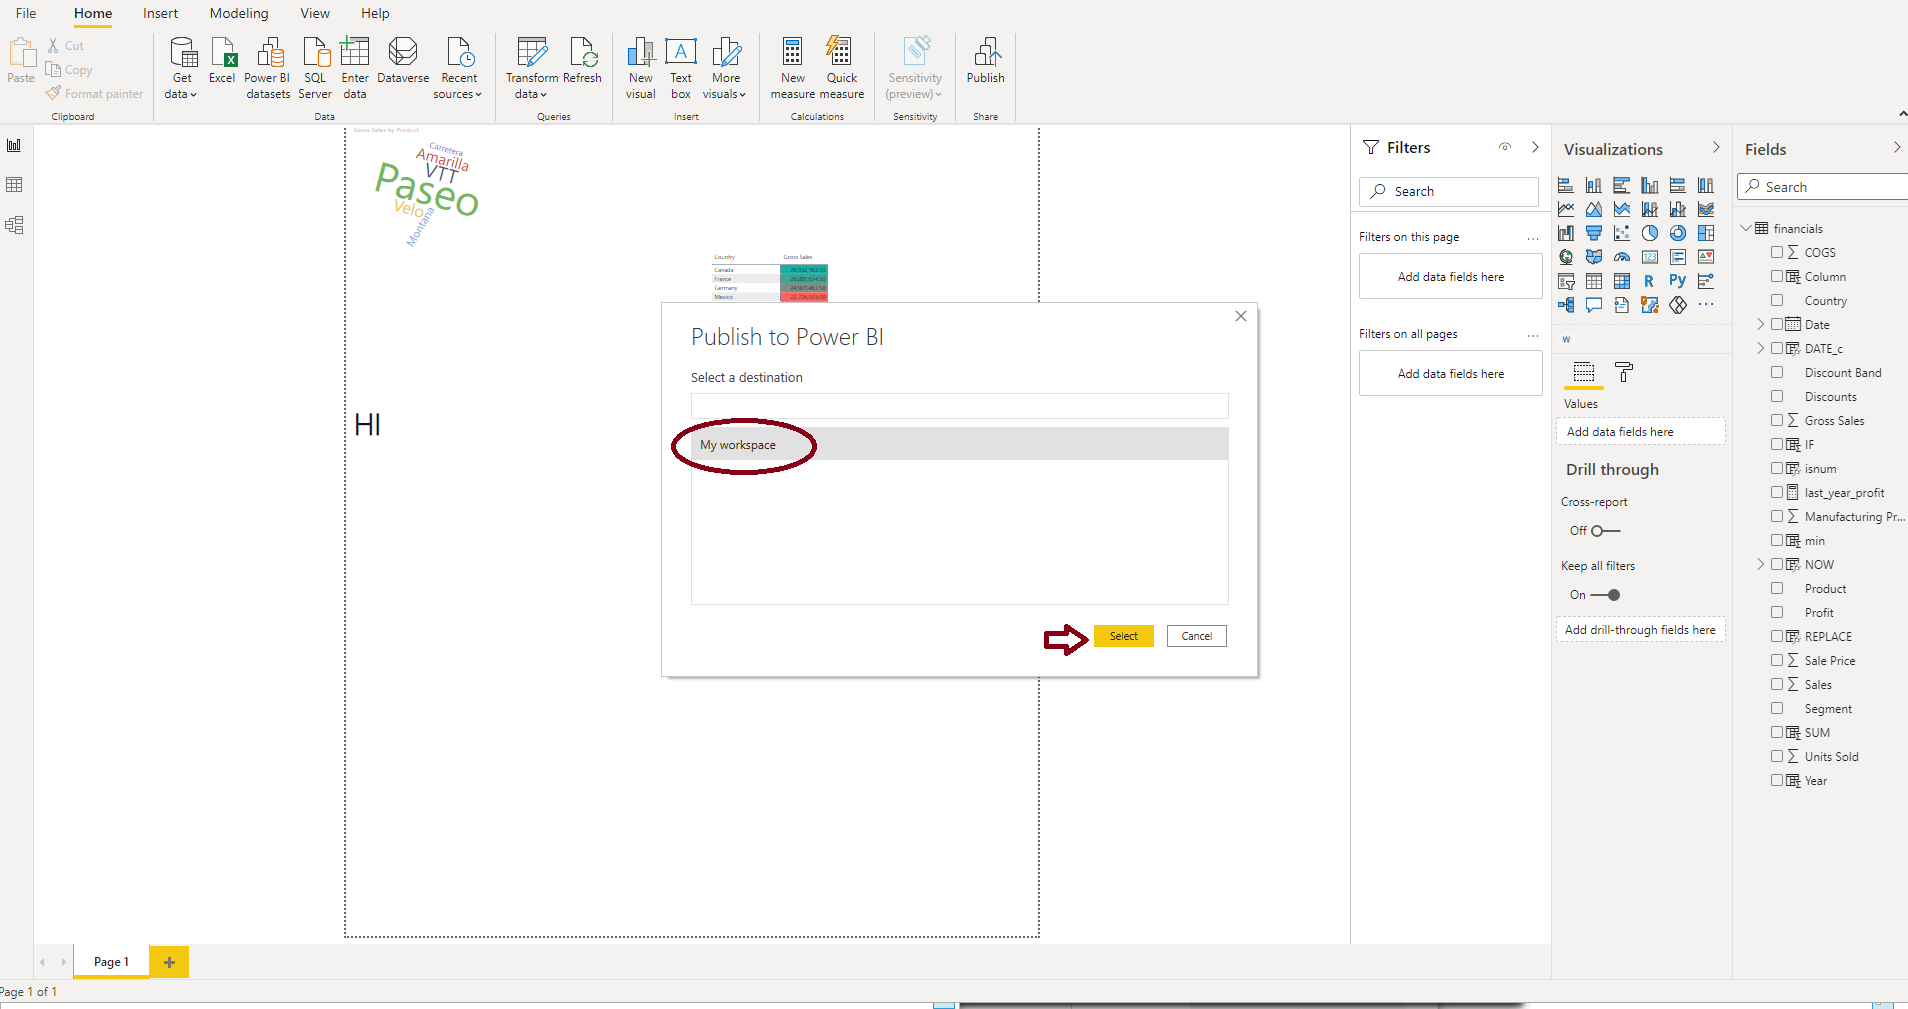 File Home Insert Modeling View Help
Paste
Cut
Copy
Format painter
Clipboard
Get data
Excel
Power BI datasets
SQL Server
Enter data
Dataverse
Recent sources
Data
Transform data
Refresh
Queries
New visual
Text box
More visuals
Insert
New measure
Quick measure
Calculations
Sensitivity (preview)
Sensitivity
Publish
Share
Gross Sales by Product
Carretera
Amarilla
VTT
Paseo
Velo
Montana
Country Gross Sales
Canada
France
Germany
Mexico
HI
Publish to Power BI
Select a destination
My workspace
Select Cancel
Filters
Search
Filters on this page ...
Add data fields here
Filters on all pages ...
Add data fields here
Visualizations
123
R Py
...
W
Values
Add data fields here
Drill through
Cross-report
Off
Keep all filters
On
Add drill-through fields here
Fields
Search
financials
∑ COGS
Column
Country
Date
DATE_c
Discount Band
Discounts
∑ Gross Sales
IF
isnum
last_year_profit
∑ Manufacturing Pr...
min
NOW
Product
Profit
REPLACE
∑ Sale Price
∑ Sales
Segment
SUM
∑ Units Sold
Year
Page 1 +
Page 1 of 1